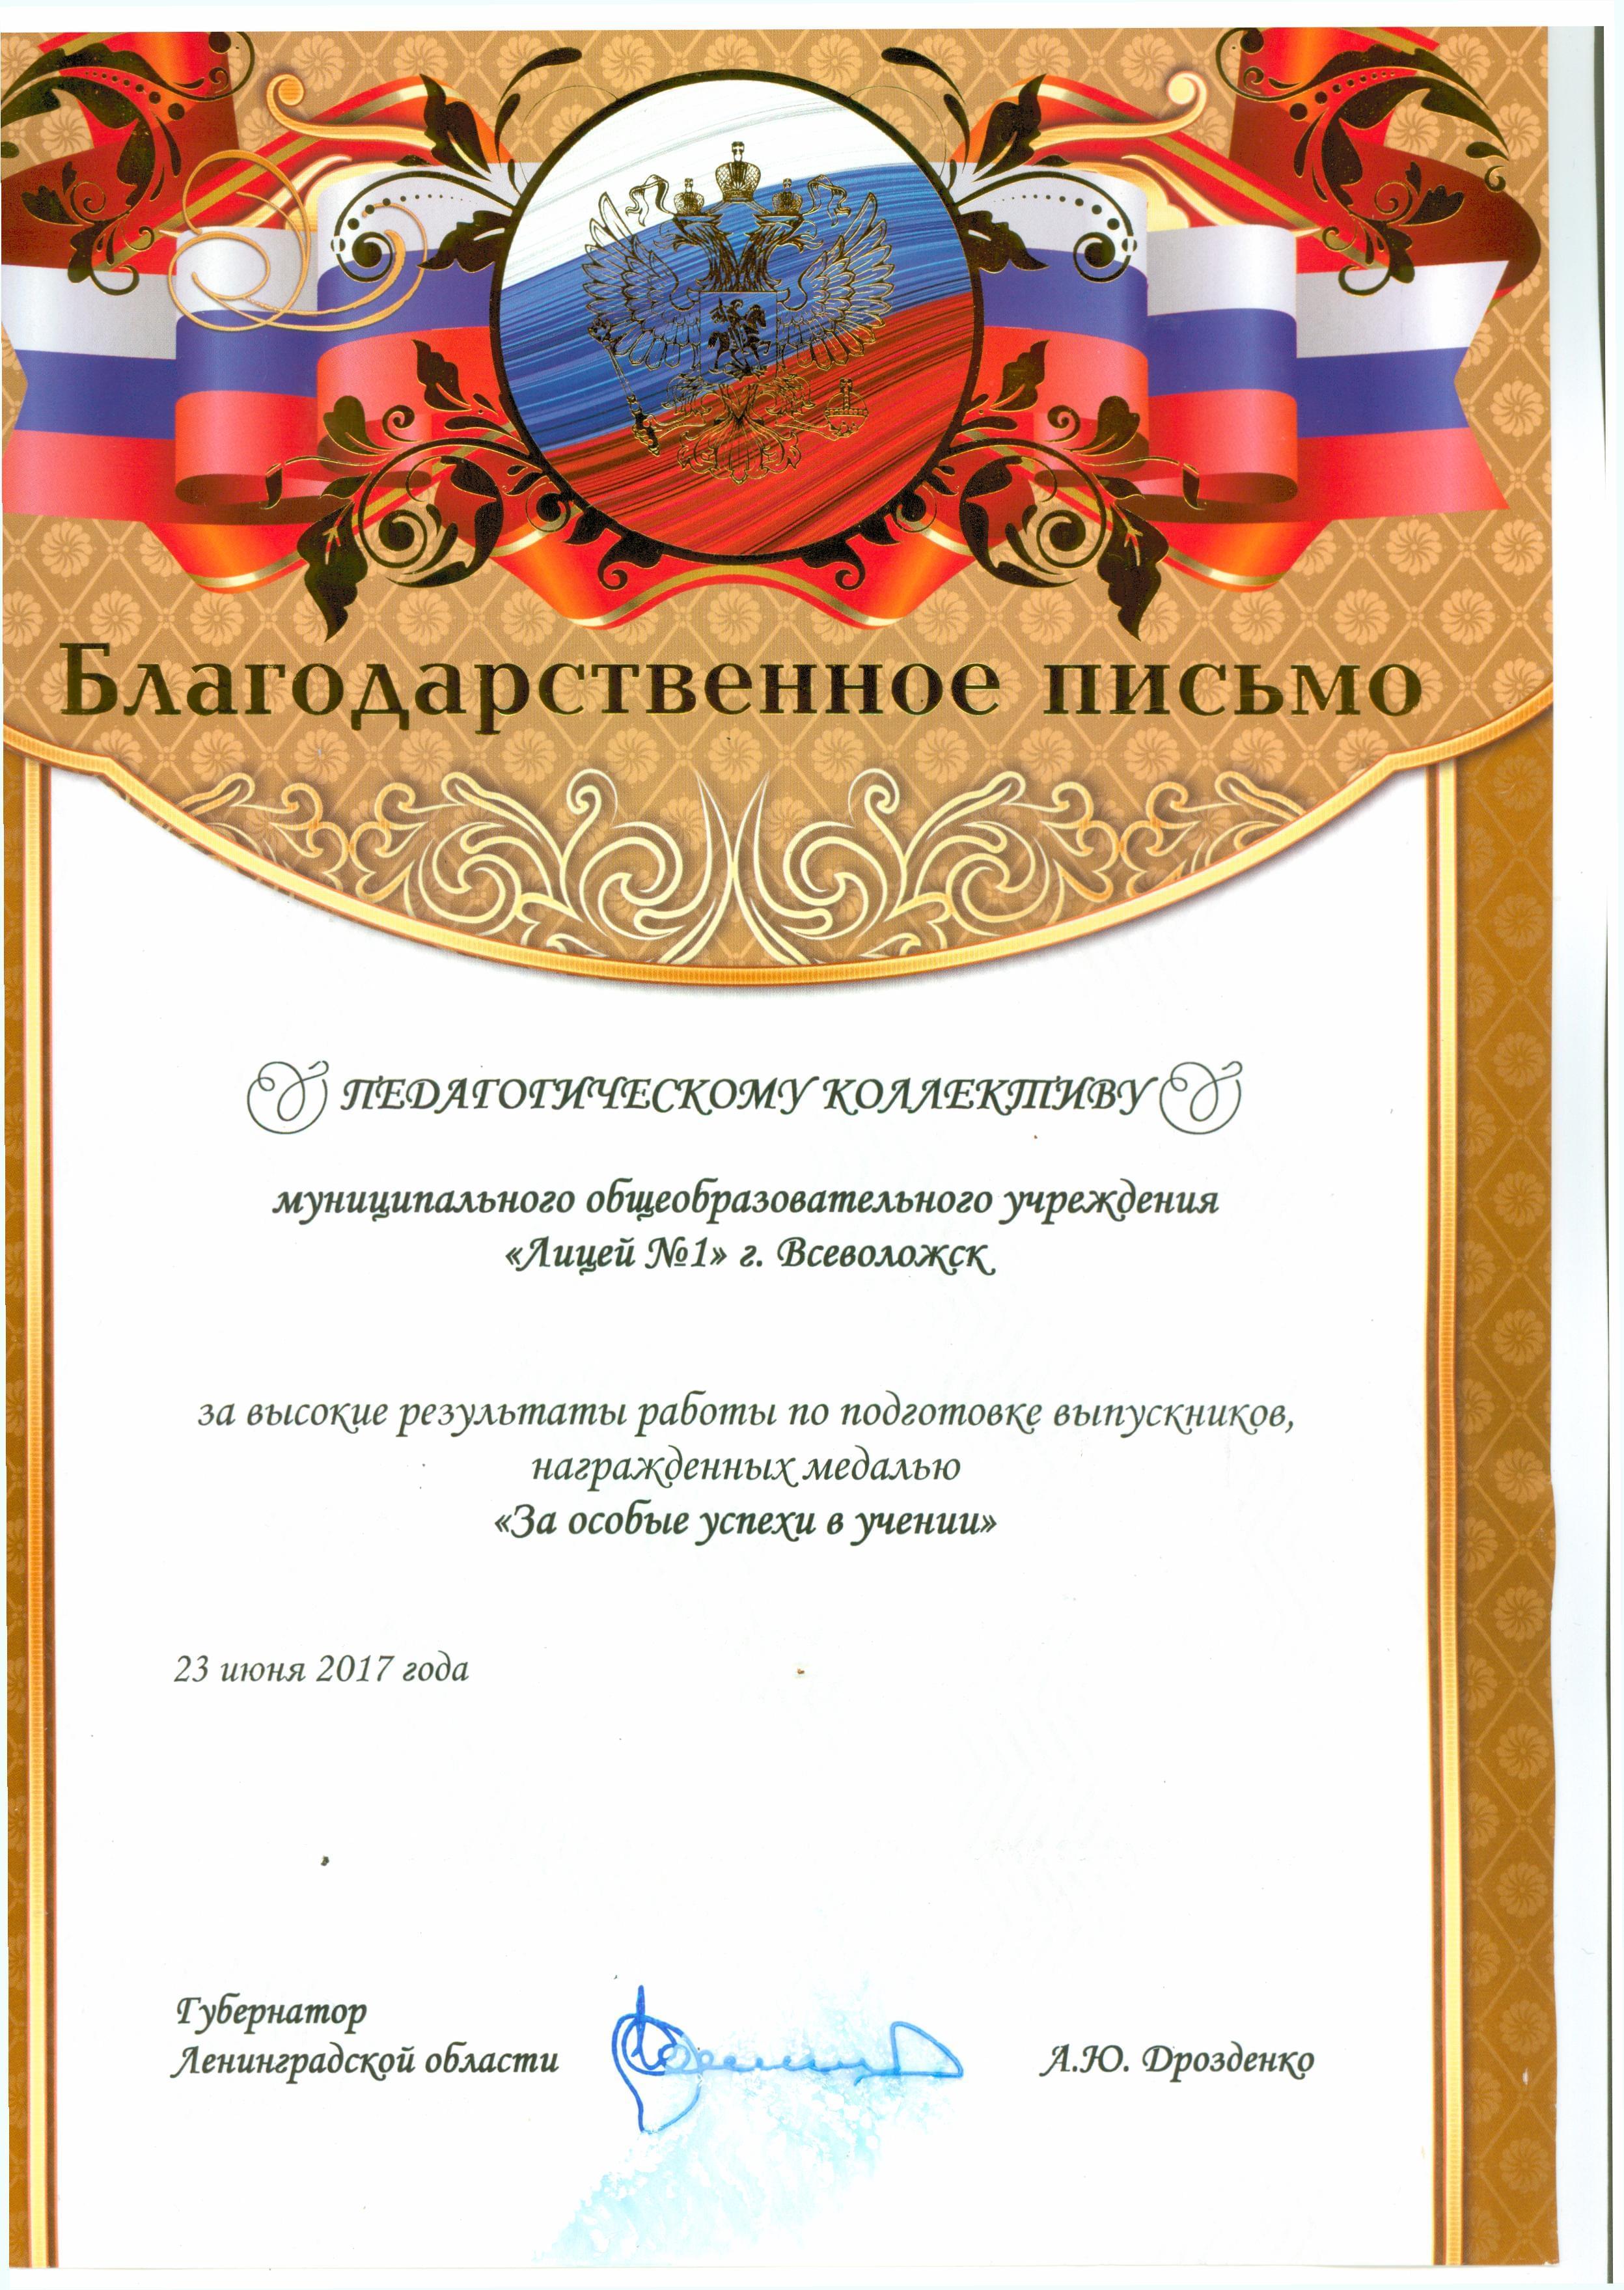 Благодарственное письмо
ПЕДАГОГИЧЕСКОМУ КОЛЛЕКТИВУ
муниципального общеобразовательного учреждения
«Лицей №1» г. Всеволожск
за высокие результаты работы по подготовке выпускников,
награжденных медалью
«За особые успехи в учении»
23 июня 2017 года
Губернатор
Ленинградской области
А.Ю. Дрозденко